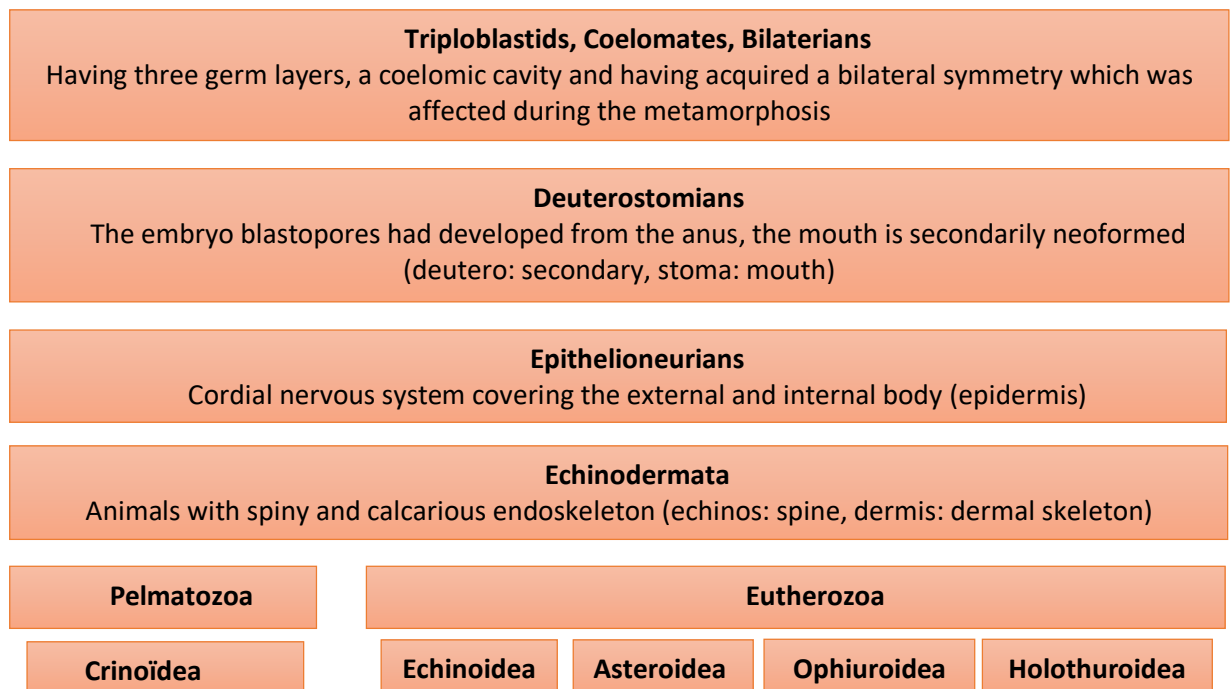 Triploblastids, Coelomates, Bilaterians
Having three germ layers, a coelomic cavity and having acquired a bilateral symmetry which was
affected during the metamorphosis
Deuterostomians
The embryo blastopores had developed from the anus, the mouth is secondarily neoformed
(deutero: secondary, stoma: mouth)
Epithelioneurians
Cordial nervous system covering the external and internal body (epidermis)
Echinodermata
Animals with spiny and calcarious endoskeleton (echinos: spine, dermis: dermal skeleton)
Pelmatozoa
Eutherozoa
Crinoïdea
Echinoidea
Asteroidea
Ophiuroidea
Holothuroidea